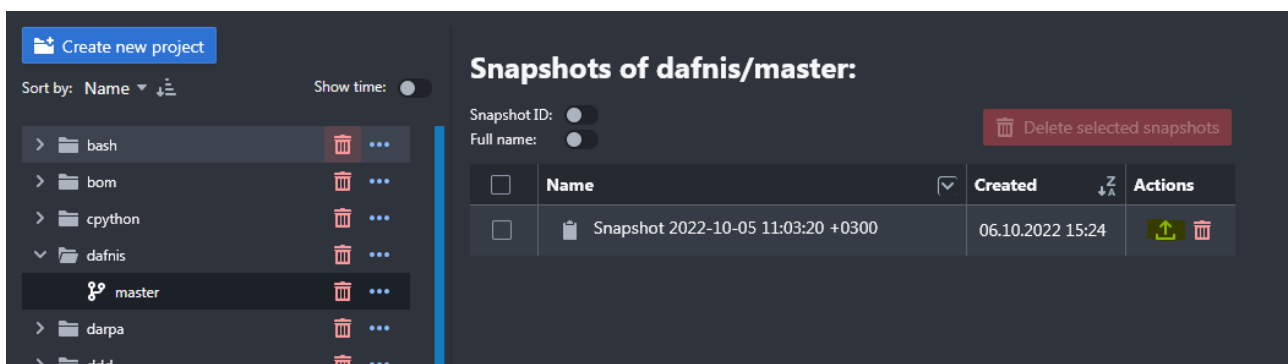 Create new project
Sort by: Name
Show time:
bash
bom
cpython
dafnis
master
darpa
ddd
Snapshots of dafnis/master:
Snapshot ID:
Full name:
Delete selected snapshots
Name Created Actions
Snapshot 2022-10-05 11:03:20 +0300 06.10.2022 15:24